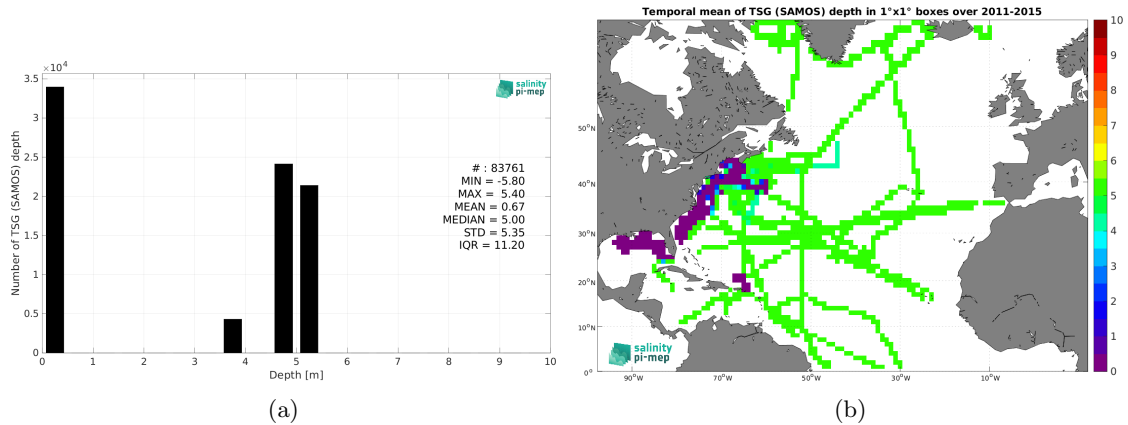 ×10⁴
3.5
3
2.5
2
1.5
1
0.5
0
Number of TSG (SAMOS) depth
0 1 2 3 4 5 6 7 8 9 10
Depth [m]
salinity
pi-mep
# : 83761
MIN = -5.80
MAX = 5.40
MEAN = 0.67
MEDIAN = 5.00
STD = 5.35
IQR = 11.20
(a)
Temporal mean of TSG (SAMOS) depth in 1°x1° boxes over 2011-2015
50°N
40°N
30°N
20°N
10°N
0°
90°W 70°W 50°W 30°W 10°W
salinity
pi-mep
10
9
8
7
6
5
4
3
2
1
0
(b)